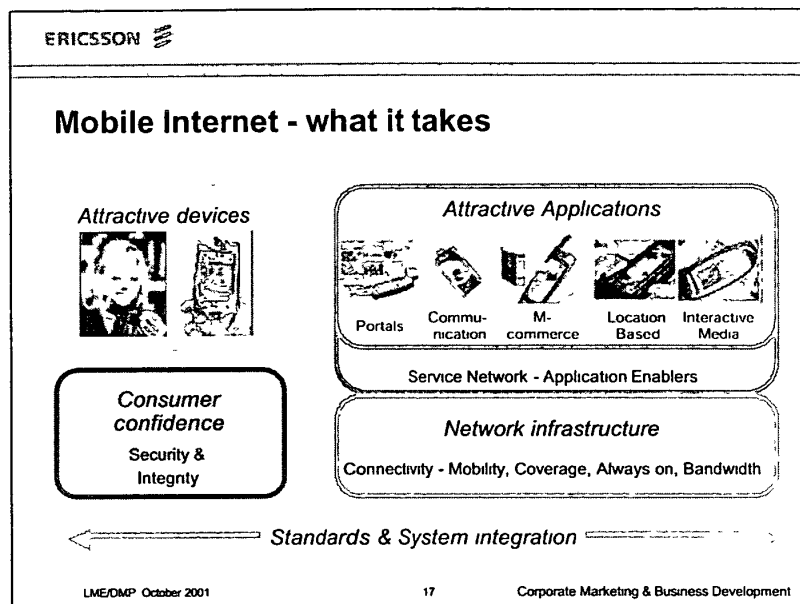 ERICSSON
Mobile Internet - what it takes
Attractive devices
Attractive Applications
Portals
Commu-
nication
M-
commerce
Location
Based
Interactive
Media
Service Network - Application Enablers
Consumer
confidence
Security &
Integrity
Network infrastructure
Connectivity - Mobility, Coverage, Always on, Bandwidth
Standards & System integration
LME/DMP October 2001
17
Corporate Marketing & Business Development